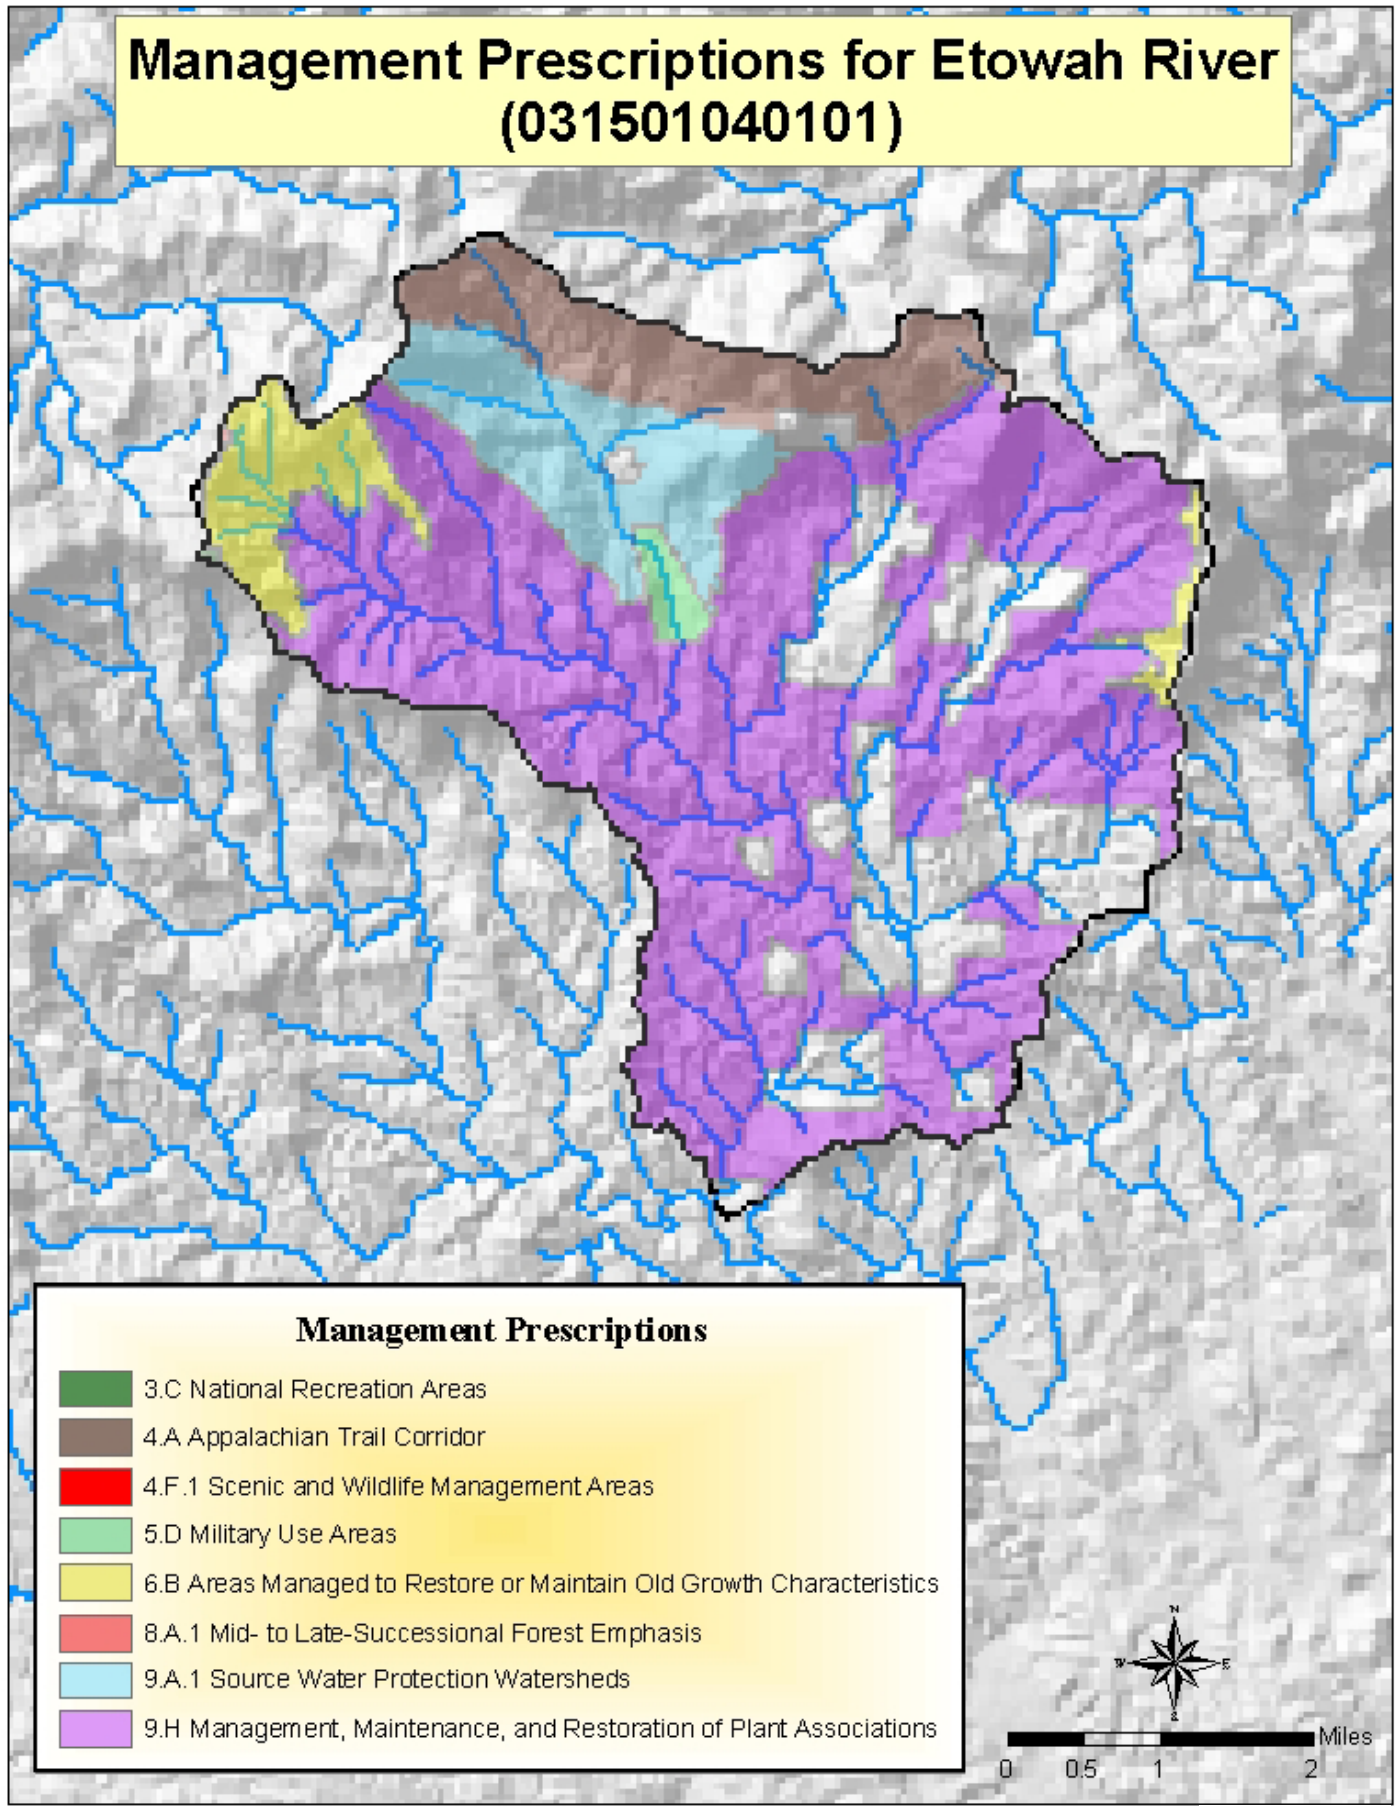 Management Prescriptions for Etowah River
(031501040101)
Management Prescriptions
3.C National Recreation Areas
4.A Appalachian Trail Corridor
4.F.1 Scenic and Wildlife Management Areas
5.D Military Use Areas
6.B Areas Managed to Restore or Maintain Old Growth Characteristics
8.A.1 Mid- to Late-Successional Forest Emphasis
9.A.1 Source Water Protection Watersheds
9.H Management, Maintenance, and Restoration of Plant Associations
N
W E
S
Miles
0 0.5 1 2